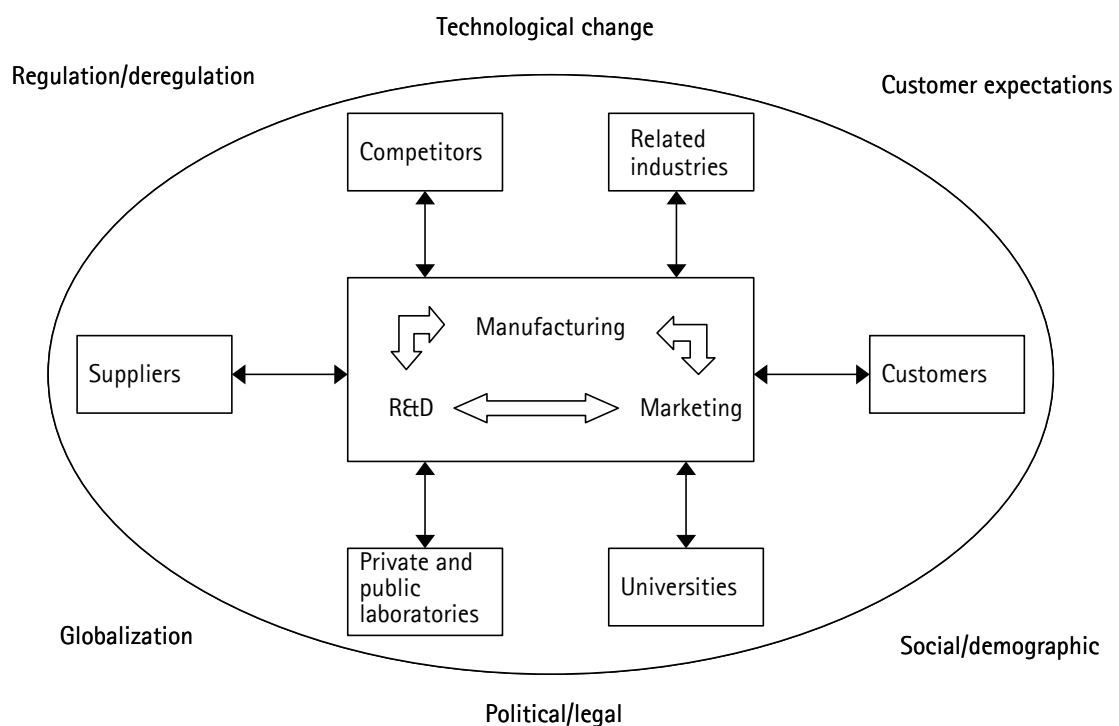 Technological change
Regulation/deregulation
Customer expectations
Competitors
Related
industries
Manufacturing
Suppliers
Customers
R&D
Marketing
Private and
public
laboratories
Universities
Globalization
Social/demographic
Political/legal